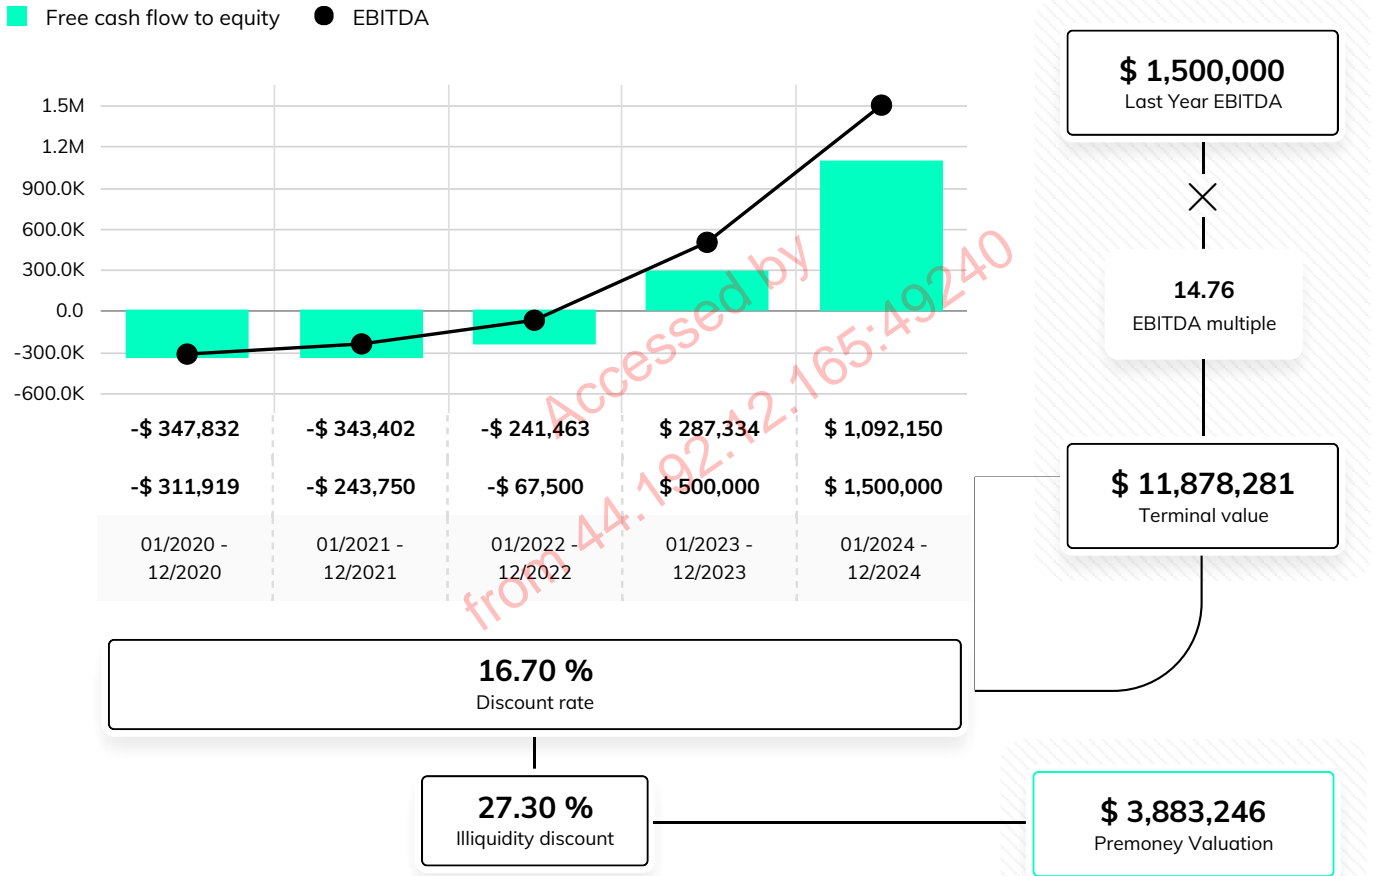 Free cash flow to equity
EBITDA
1.5M
1.2M
900.0K
600.0K
300.0K
0.0
-300.0K
-600.0K
-$ 347,832 -$ 343,402 -$ 241,463 $ 287,334 $ 1,092,150
-$ 311,919 -$ 243,750 -$ 67,500 $ 500,000 $ 1,500,000
01/2020 - 01/2021 - 01/2022 - 01/2023 - 01/2024 -
12/2020 12/2021 12/2022 12/2023 12/2024
Accessed by
from 44.192.12.165:49240
$ 1,500,000
Last Year EBITDA
14.76
EBITDA multiple
$ 11,878,281
Terminal value
16.70 %
Discount rate
27.30 %
Illiquidity discount
$ 3,883,246
Premoney Valuation